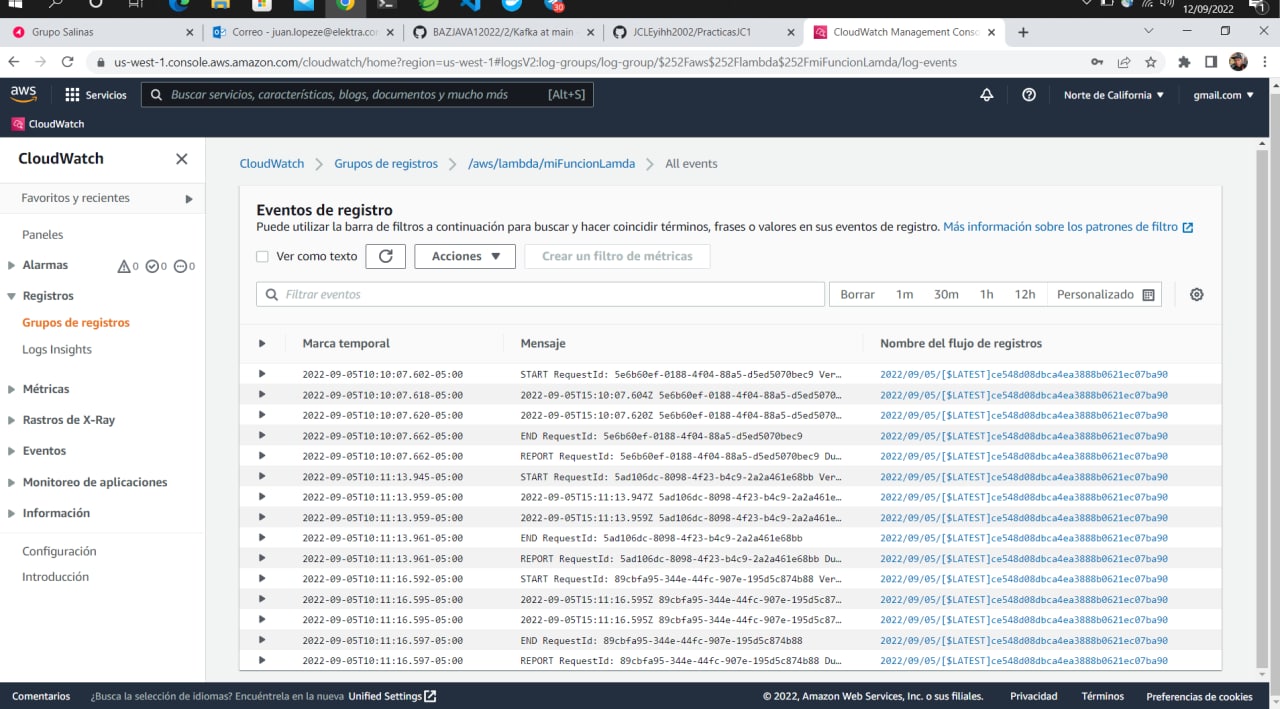 30
12/09/2022
1
Grupo Salinas
Correo - juan.lopeze@elektra.co
BAZJAVA12022/2/Kafka at main
JCLEyihh2002/PracticasJC1
CloudWatch Management Conso
us-west-1.console.aws.amazon.com/cloudwatch/home?region=us-west-1#logsV2:log-groups/log-group/$252Faws$252Flambda$252FmiFuncionLamda/log-events
aws
Servicios
Buscar servicios, características, blogs, documentos y mucho más
[Alt+S]
Norte de California
gmail.com
CloudWatch
CloudWatch
Favoritos y recientes
Paneles
Alarmas
0
0
0
Registros
Grupos de registros
Logs Insights
Métricas
Rastros de X-Ray
Eventos
Monitoreo de aplicaciones
Información
Configuración
Introducción
CloudWatch
Grupos de registros
/aws/lambda/miFuncionLamda
All events
Eventos de registro
Puede utilizar la barra de filtros a continuación para buscar y hacer coincidir términos, frases o valores en sus eventos de registro. Más información sobre los patrones de filtro
Ver como texto
Acciones
Crear un filtro de métricas
Filtrar eventos
Borrar 1m 30m 1h 12h Personalizado
Marca temporal Mensaje Nombre del flujo de registros
2022-09-05T10:10:07.602-05:00 START RequestId: 5e6b60ef-0188-4f04-88a5-d5ed5070bec9 Ver… 2022/09/05/[$LATEST]ce548d08dbca4ea3888b0621ec07ba90
2022-09-05T10:10:07.618-05:00 2022-09-05T15:10:07.604Z 5e6b60ef-0188-4f04-88a5-d5ed5070… 2022/09/05/[$LATEST]ce548d08dbca4ea3888b0621ec07ba90
2022-09-05T10:10:07.620-05:00 2022-09-05T15:10:07.620Z 5e6b60ef-0188-4f04-88a5-d5ed5070… 2022/09/05/[$LATEST]ce548d08dbca4ea3888b0621ec07ba90
2022-09-05T10:10:07.662-05:00 END RequestId: 5e6b60ef-0188-4f04-88a5-d5ed5070bec9 2022/09/05/[$LATEST]ce548d08dbca4ea3888b0621ec07ba90
2022-09-05T10:10:07.662-05:00 REPORT RequestId: 5e6b60ef-0188-4f04-88a5-d5ed5070bec9 Du… 2022/09/05/[$LATEST]ce548d08dbca4ea3888b0621ec07ba90
2022-09-05T10:11:13.945-05:00 START RequestId: 5ad106dc-8098-4f23-b4c9-2a2a461e68bb Ver… 2022/09/05/[$LATEST]ce548d08dbca4ea3888b0621ec07ba90
2022-09-05T10:11:13.959-05:00 2022-09-05T15:11:13.947Z 5ad106dc-8098-4f23-b4c9-2a2a461e… 2022/09/05/[$LATEST]ce548d08dbca4ea3888b0621ec07ba90
2022-09-05T10:11:13.959-05:00 2022-09-05T15:11:13.959Z 5ad106dc-8098-4f23-b4c9-2a2a461e… 2022/09/05/[$LATEST]ce548d08dbca4ea3888b0621ec07ba90
2022-09-05T10:11:13.961-05:00 END RequestId: 5ad106dc-8098-4f23-b4c9-2a2a461e68bb 2022/09/05/[$LATEST]ce548d08dbca4ea3888b0621ec07ba90
2022-09-05T10:11:13.961-05:00 REPORT RequestId: 5ad106dc-8098-4f23-b4c9-2a2a461e68bb Du… 2022/09/05/[$LATEST]ce548d08dbca4ea3888b0621ec07ba90
2022-09-05T10:11:16.592-05:00 START RequestId: 89cbfa95-344e-44fc-907e-195d5c874b88 Ver… 2022/09/05/[$LATEST]ce548d08dbca4ea3888b0621ec07ba90
2022-09-05T10:11:16.595-05:00 2022-09-05T15:11:16.595Z 89cbfa95-344e-44fc-907e-195d5c87… 2022/09/05/[$LATEST]ce548d08dbca4ea3888b0621ec07ba90
2022-09-05T10:11:16.595-05:00 2022-09-05T15:11:16.595Z 89cbfa95-344e-44fc-907e-195d5c87… 2022/09/05/[$LATEST]ce548d08dbca4ea3888b0621ec07ba90
2022-09-05T10:11:16.597-05:00 END RequestId: 89cbfa95-344e-44fc-907e-195d5c874b88 2022/09/05/[$LATEST]ce548d08dbca4ea3888b0621ec07ba90
2022-09-05T10:11:16.597-05:00 REPORT RequestId: 89cbfa95-344e-44fc-907e-195d5c874b88 Du… 2022/09/05/[$LATEST]ce548d08dbca4ea3888b0621ec07ba90
Comentarios ¿Busca la selección de idiomas? Encuéntrela en la nueva Unified Settings © 2022, Amazon Web Services, Inc. o sus filiales. Privacidad Términos Preferencias de cookies